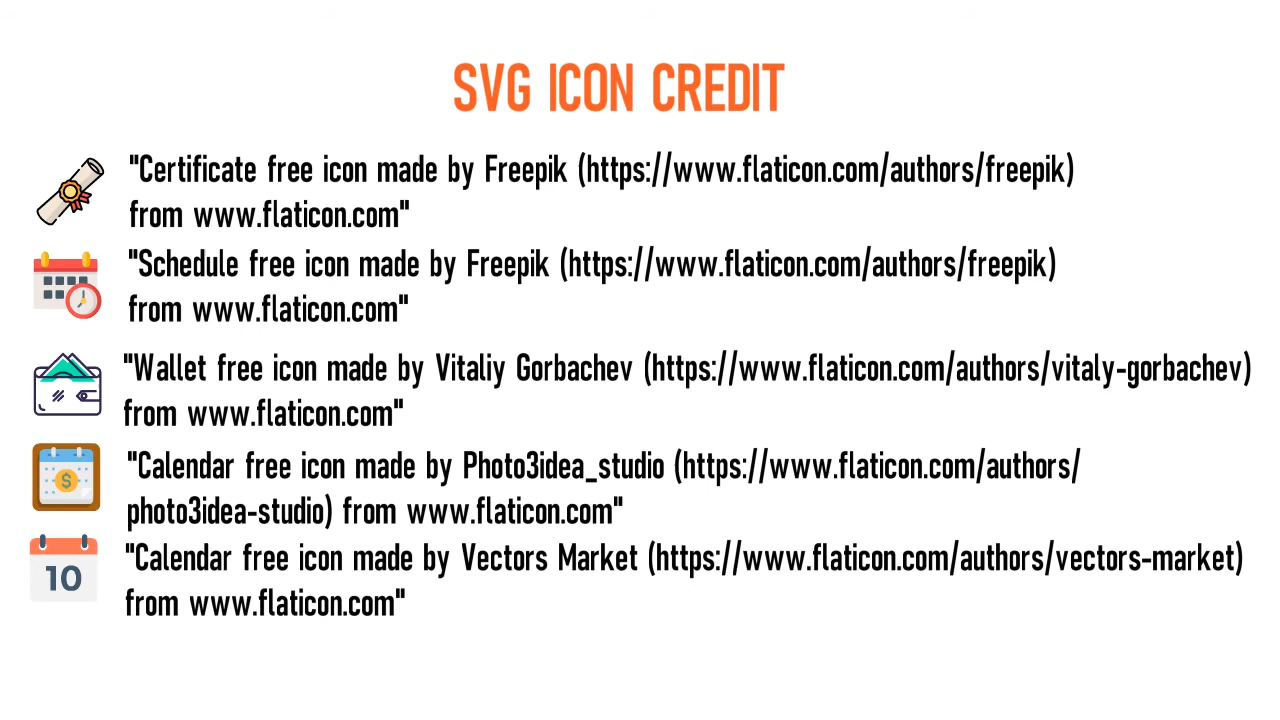 SVG ICON CREDIT
"Certificate free icon made by Freepik (https://www.flaticon.com/authors/freepik)
from www.flaticon.com"
"Schedule free icon made by Freepik (https://www.flaticon.com/authors/freepik)
from www.flaticon.com"
"Wallet free icon made by Vitaliy Gorbachev (https://www.flaticon.com/authors/vitaly-gorbachev)
from www.flaticon.com"
$
"Calendar free icon made by Photo3idea_studio (https://www.flaticon.com/authors/
photo3idea-studio) from www.flaticon.com"
10
"Calendar free icon made by Vectors Market (https://www.flaticon.com/authors/vectors-market)
from www.flaticon.com"